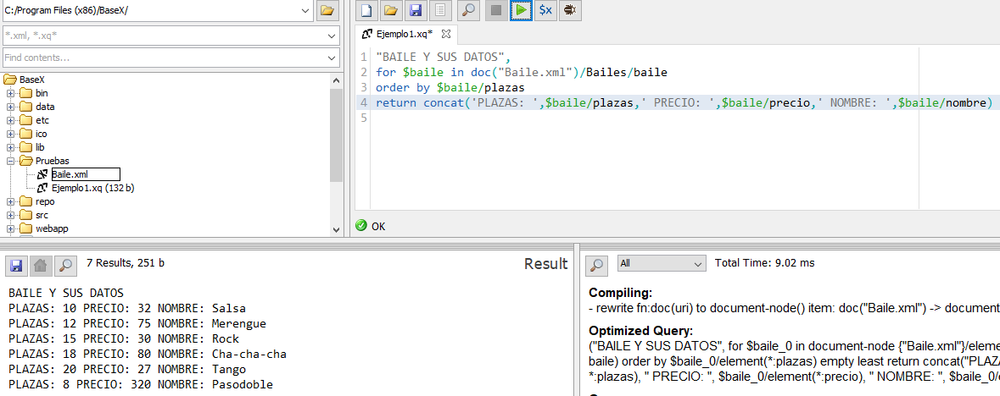 C:/Program Files (x86)/BaseX/
*.xml, *.xq*
Find contents...
BaseX
bin
data
etc
ico
lib
Pruebas
Baile.xml
Ejemplo1.xq (132 b)
repo
src
webapp
$x
Ejemplo1.xq*
1 "BAILE Y SUS DATOS",
2 for $baile in doc("Baile.xml")/Bailes/baile
3 order by $baile/plazas
4 return concat('PLAZAS: ',$baile/plazas,' PRECIO: ',$baile/precio,' NOMBRE: ',$baile/nombre)
5
OK
7 Results, 251 b
Result
BAILE Y SUS DATOS
PLAZAS: 10 PRECIO: 32 NOMBRE: Salsa
PLAZAS: 12 PRECIO: 75 NOMBRE: Merengue
PLAZAS: 15 PRECIO: 30 NOMBRE: Rock
PLAZAS: 18 PRECIO: 80 NOMBRE: Cha-cha-cha
PLAZAS: 20 PRECIO: 27 NOMBRE: Tango
PLAZAS: 8 PRECIO: 320 NOMBRE: Pasodoble
All
Total Time: 9.02 ms
Compiling:
- rewrite fn:doc(uri) to document-node() item: doc("Baile.xml") -> document
Optimized Query:
("BAILE Y SUS DATOS", for $baile_0 in document-node {"Baile.xml"}/eleme
baile) order by $baile_0/element(*:plazas) empty least return concat("PLAZ
*:plazas), " PRECIO: ", $baile_0/element(*:precio), " NOMBRE: ", $baile_0/e